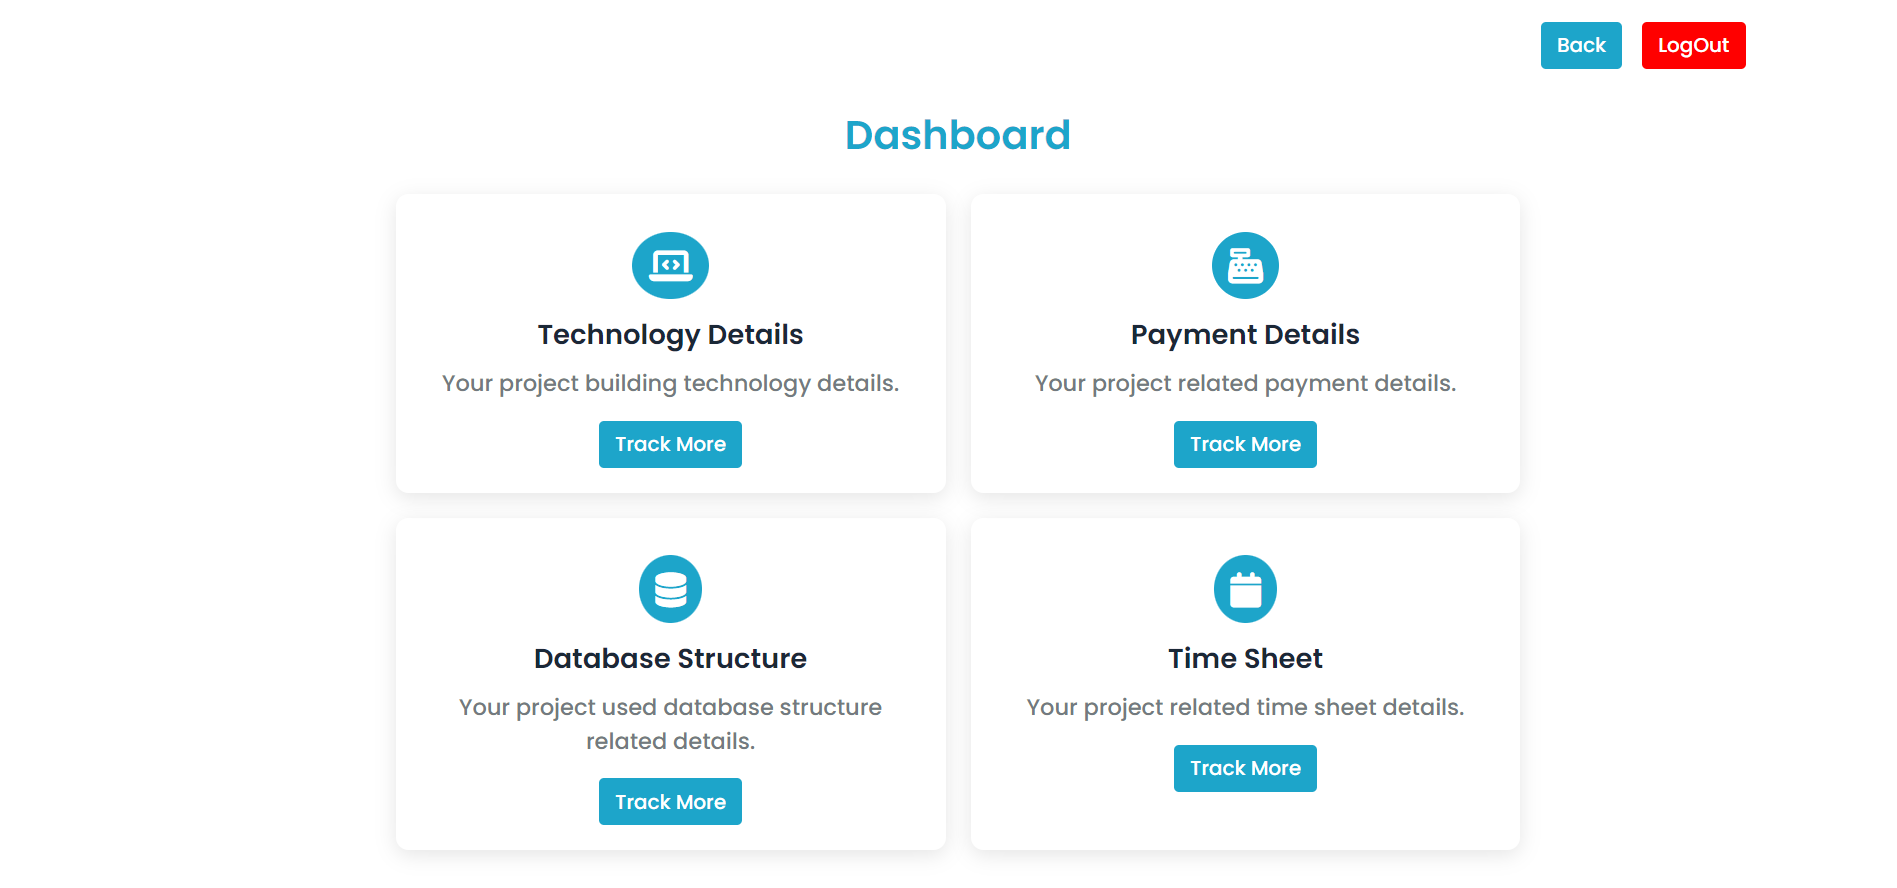 Back
LogOut
Dashboard
Technology Details
Your project building technology details.
Track More
Payment Details
Your project related payment details.
Track More
Database Structure
Your project used database structure
related details.
Track More
Time Sheet
Your project related time sheet details.
Track More